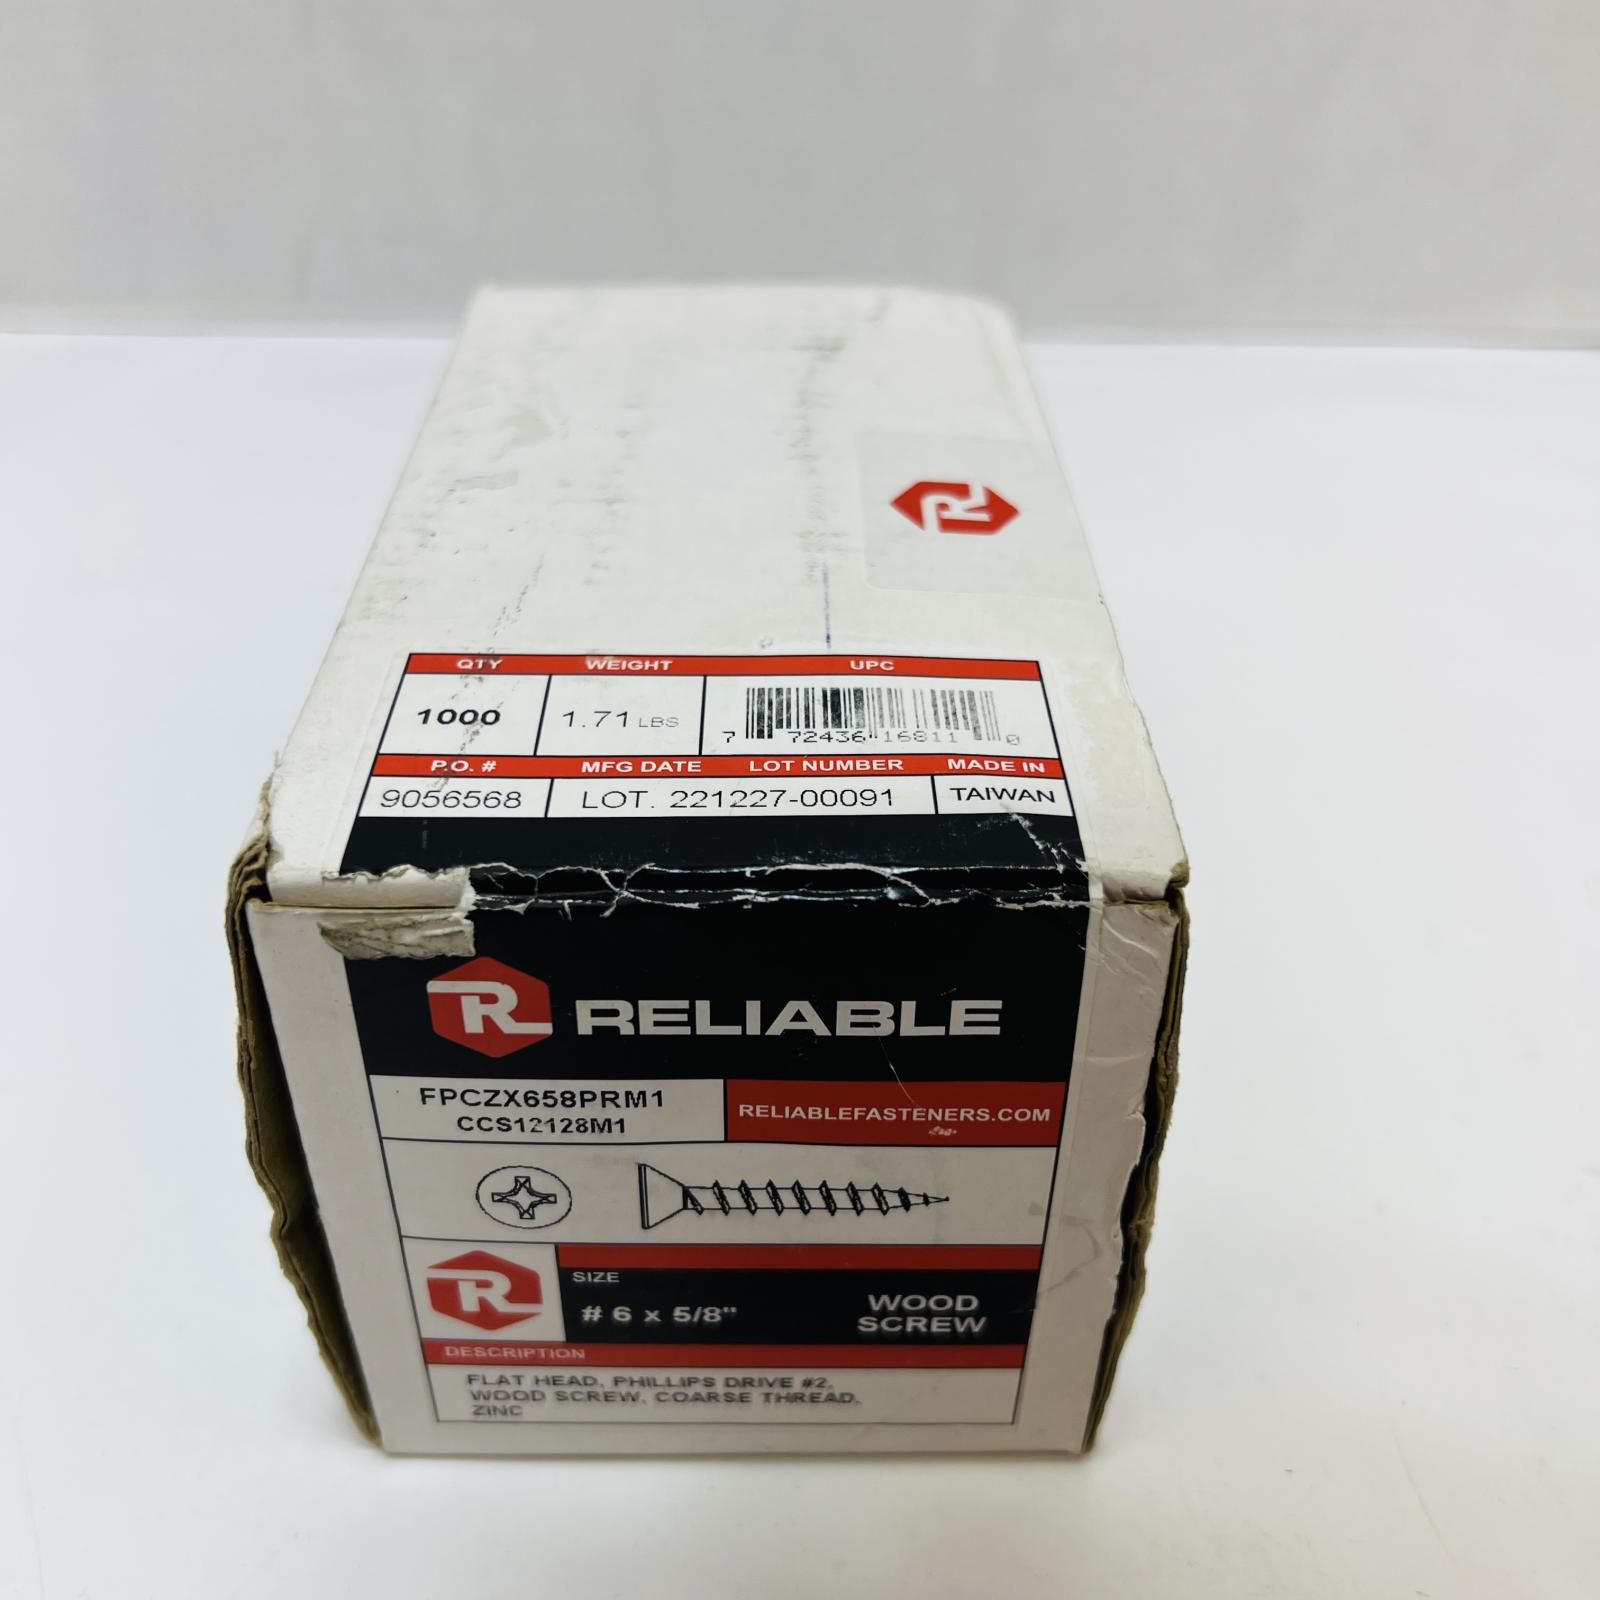 QTY WEIGHT UPC
1000 1.71 LBS
7 72436 16811 0
P.O. # MFG DATE LOT NUMBER MADE IN
9056568 LOT. 221227-00091 TAIWAN
R RELIABLE
FPCZX658PRM1
CCS12128M1
RELIABLEFASTENERS.COM
R
SIZE
# 6 x 5/8"
WOOD
SCREW
DESCRIPTION
FLAT HEAD, PHILLIPS DRIVE #2,
WOOD SCREW, COARSE THREAD,
ZINC
R